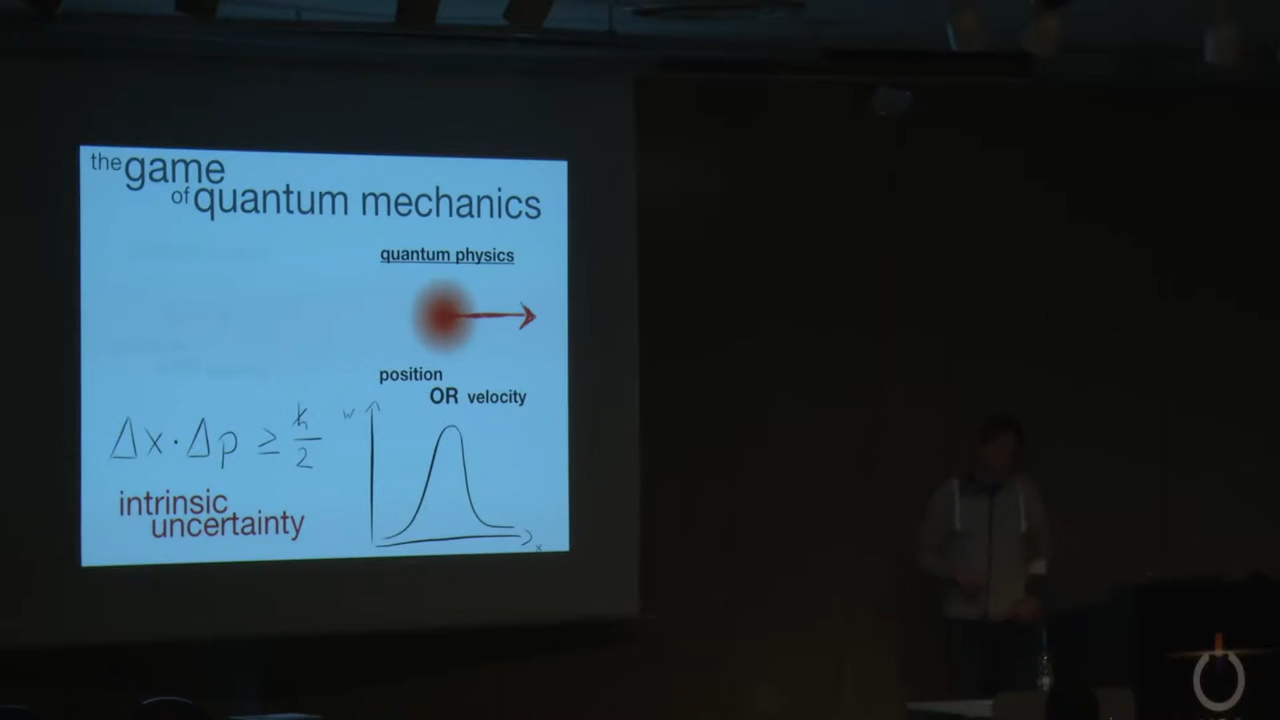 the game
of quantum mechanics
quantum physics
position
OR velocity
Δx·Δp ≥ ℏ/2
w
x
intrinsic
uncertainty